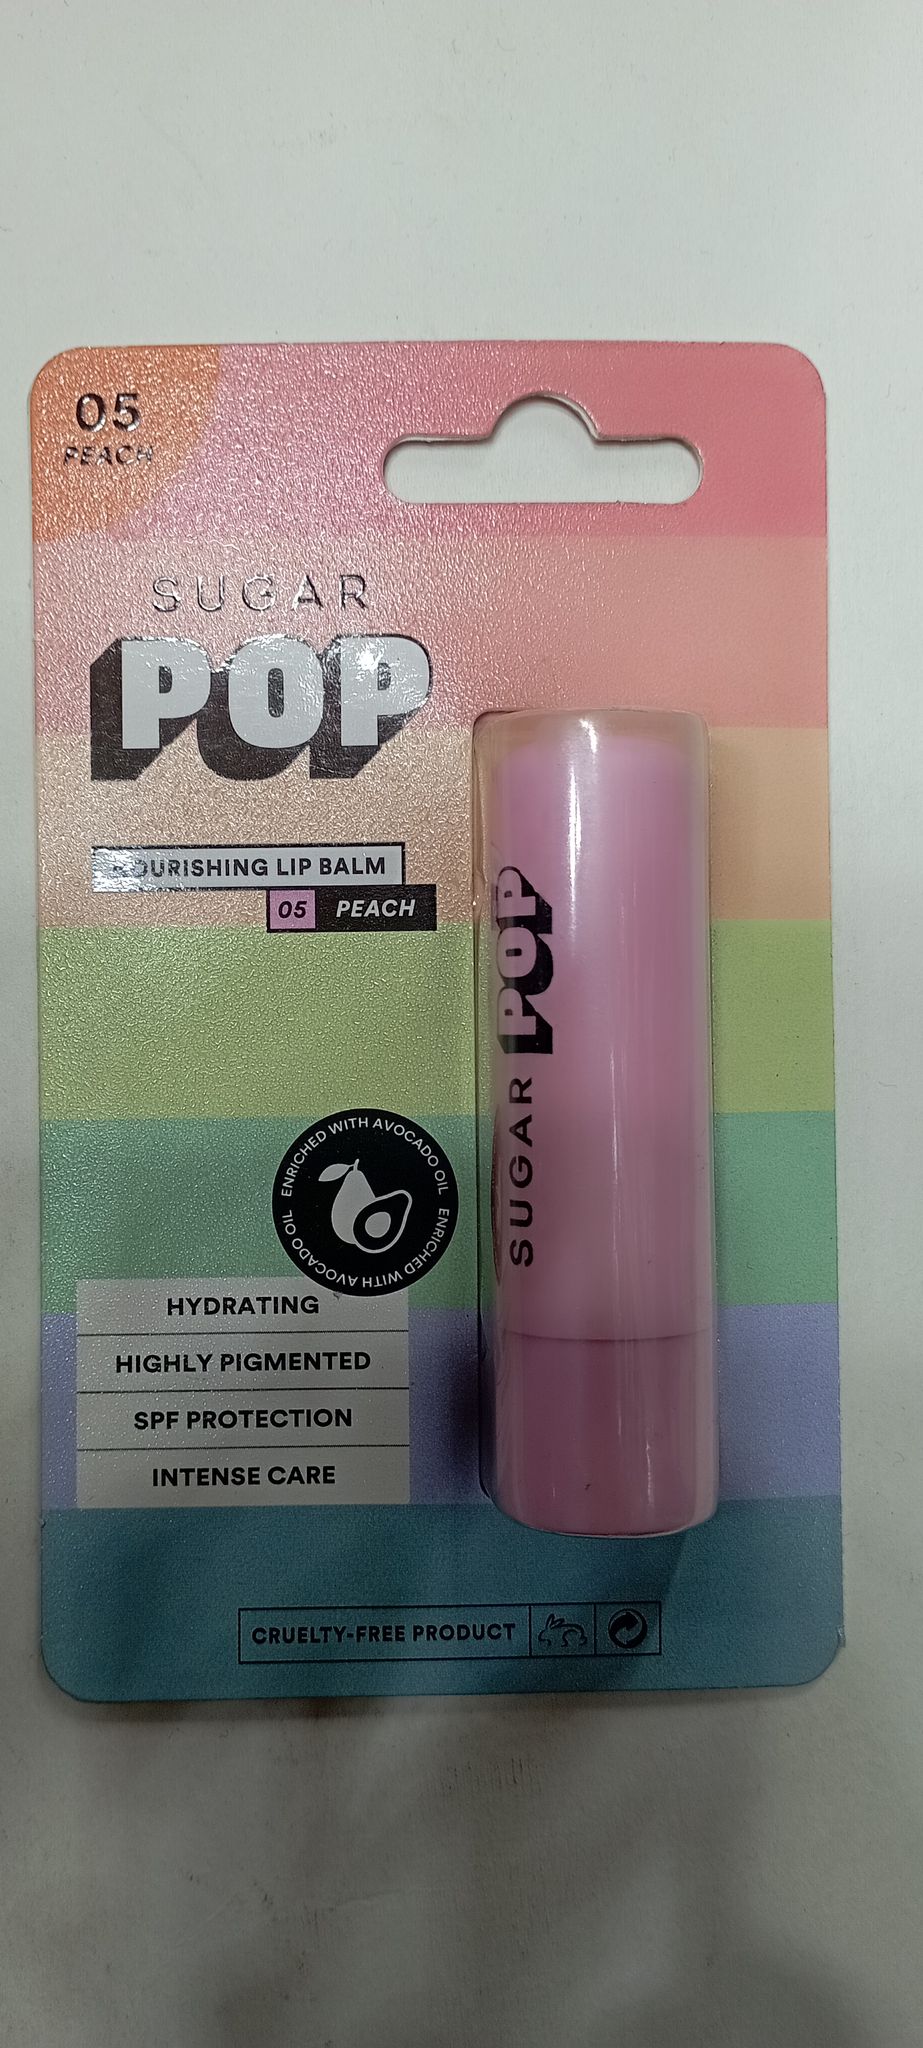 05
PEACH
SUGAR
POP
NOURISHING LIP BALM
05 PEACH
SUGAR POP
ENRICHED WITH AVOCADO OIL ENRICHED WITH AVOCADO OIL
HYDRATING
HIGHLY PIGMENTED
SPF PROTECTION
INTENSE CARE
CRUELTY-FREE PRODUCT